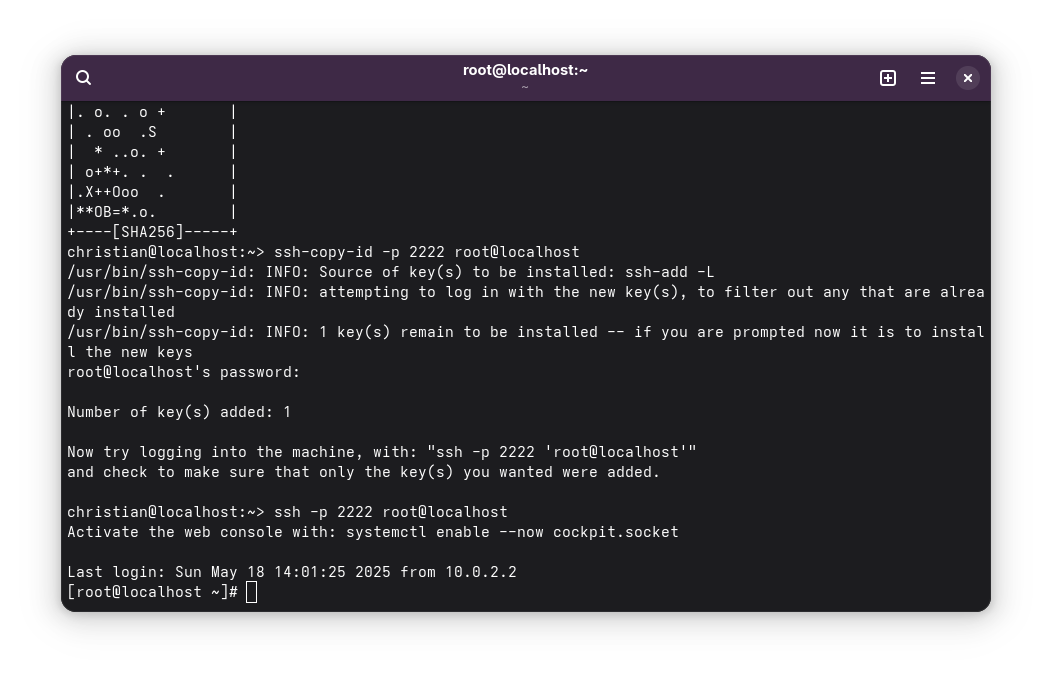 root@localhost:~
~
|. o. . o +       |
| . oo  .S        |
|  * ..o. +       |
| o+*+. .  .      |
|.X++Ooo  .       |
|**OB=*.o.        |
+----[SHA256]-----+
christian@localhost:~> ssh-copy-id -p 2222 root@localhost
/usr/bin/ssh-copy-id: INFO: Source of key(s) to be installed: ssh-add -L
/usr/bin/ssh-copy-id: INFO: attempting to log in with the new key(s), to filter out any that are alrea
dy installed
/usr/bin/ssh-copy-id: INFO: 1 key(s) remain to be installed -- if you are prompted now it is to instal
l the new keys
root@localhost's password:
Number of key(s) added: 1
Now try logging into the machine, with: "ssh -p 2222 'root@localhost'"
and check to make sure that only the key(s) you wanted were added.
christian@localhost:~> ssh -p 2222 root@localhost
Activate the web console with: systemctl enable --now cockpit.socket
Last login: Sun May 18 14:01:25 2025 from 10.0.2.2
[root@localhost ~]#